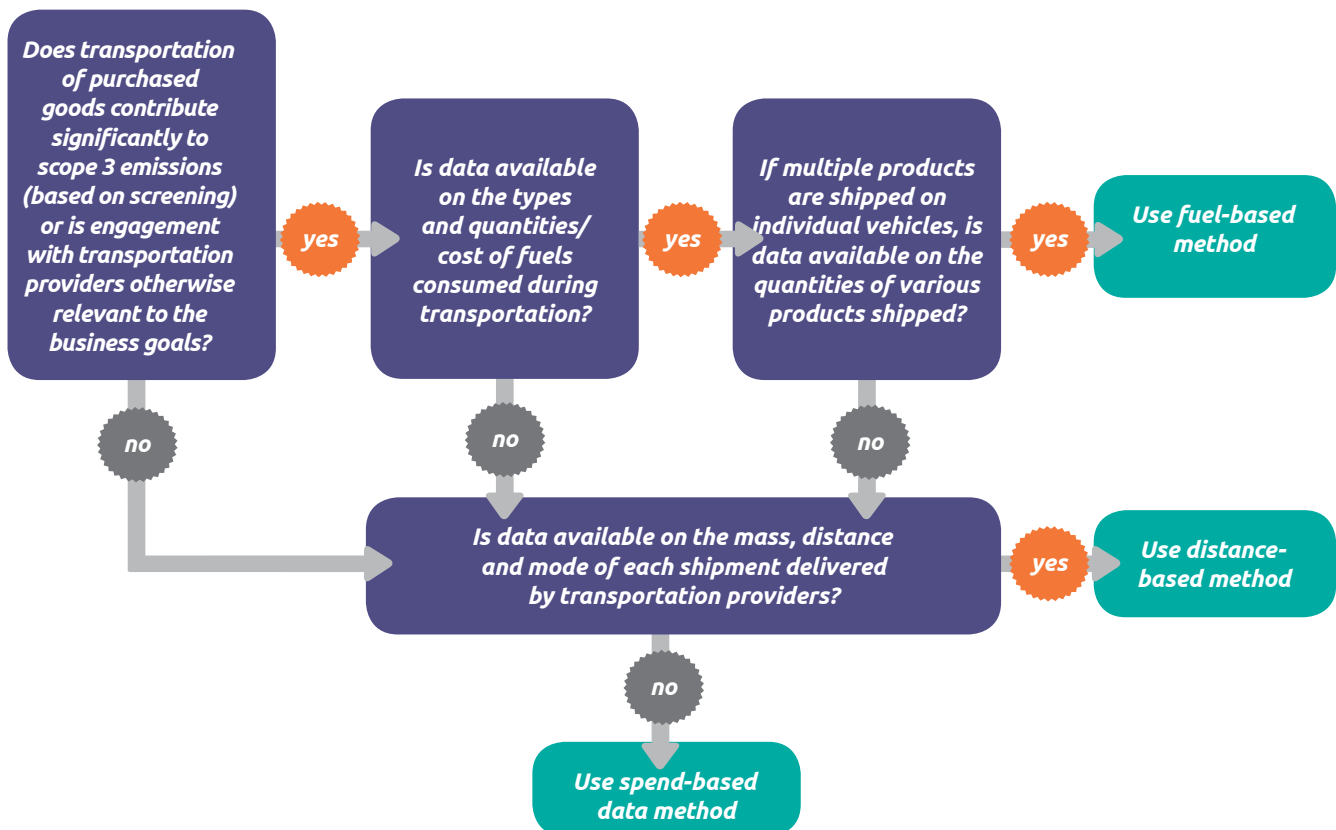 Does transportation
of purchased
goods contribute
significantly to
scope 3 emissions
(based on screening)
or is engagement
with transportation
providers otherwise
relevant to the
business goals?
yes
Is data available
on the types
and quantities/
cost of fuels
consumed during
transportation?
yes
If multiple products
are shipped on
individual vehicles, is
data available on the
quantities of various
products shipped?
yes
Use fuel-based
method
no
no
no
Is data available on the mass, distance
and mode of each shipment delivered
by transportation providers?
yes
Use distance-
based method
no
Use spend-based
data method